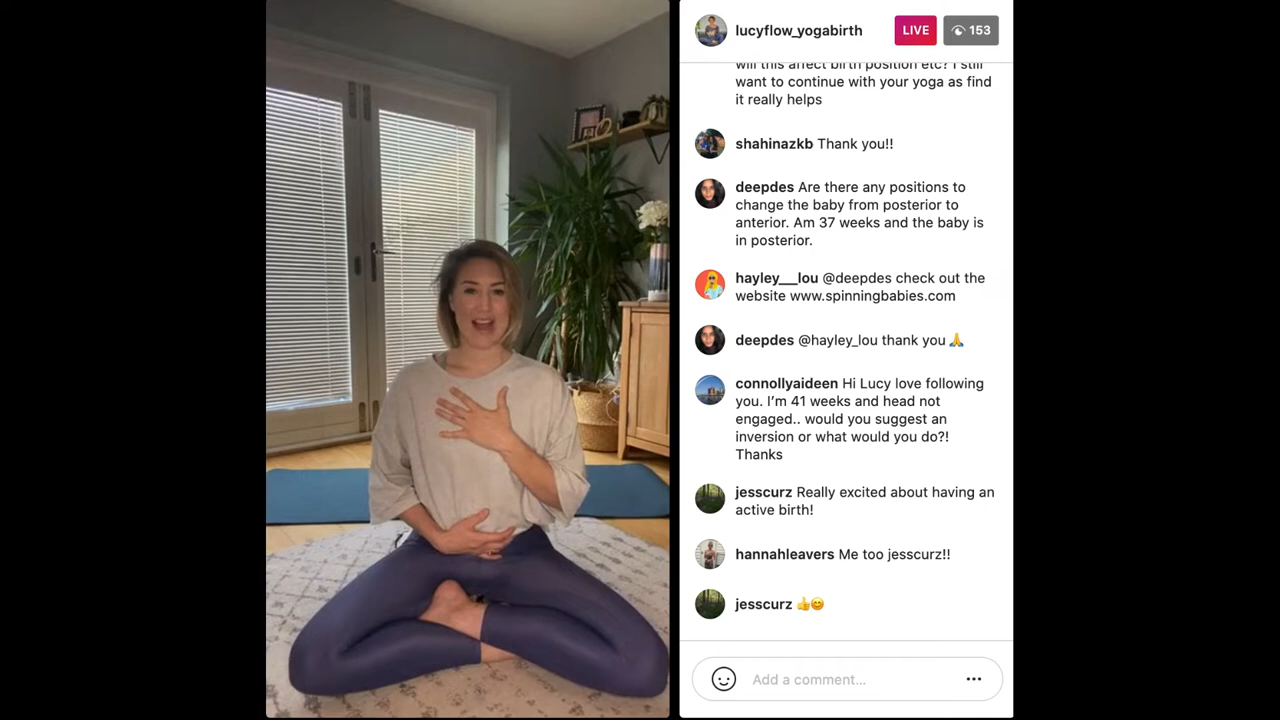 lucyflow_yogabirth
LIVE
153
will this affect birth position etc? I still
want to continue with your yoga as find
it really helps
shahinazkb Thank you!!
deepdes Are there any positions to
change the baby from posterior to
anterior. Am 37 weeks and the baby is
in posterior.
hayley___lou @deepdes check out the
website www.spinningbabies.com
deepdes @hayley_lou thank you 🙏
connollyaideen Hi Lucy love following
you. I’m 41 weeks and head not
engaged.. would you suggest an
inversion or what would you do?!
Thanks
jesscurz Really excited about having an
active birth!
hannahleavers Me too jesscurz!!
jesscurz 👍😊
Add a comment...